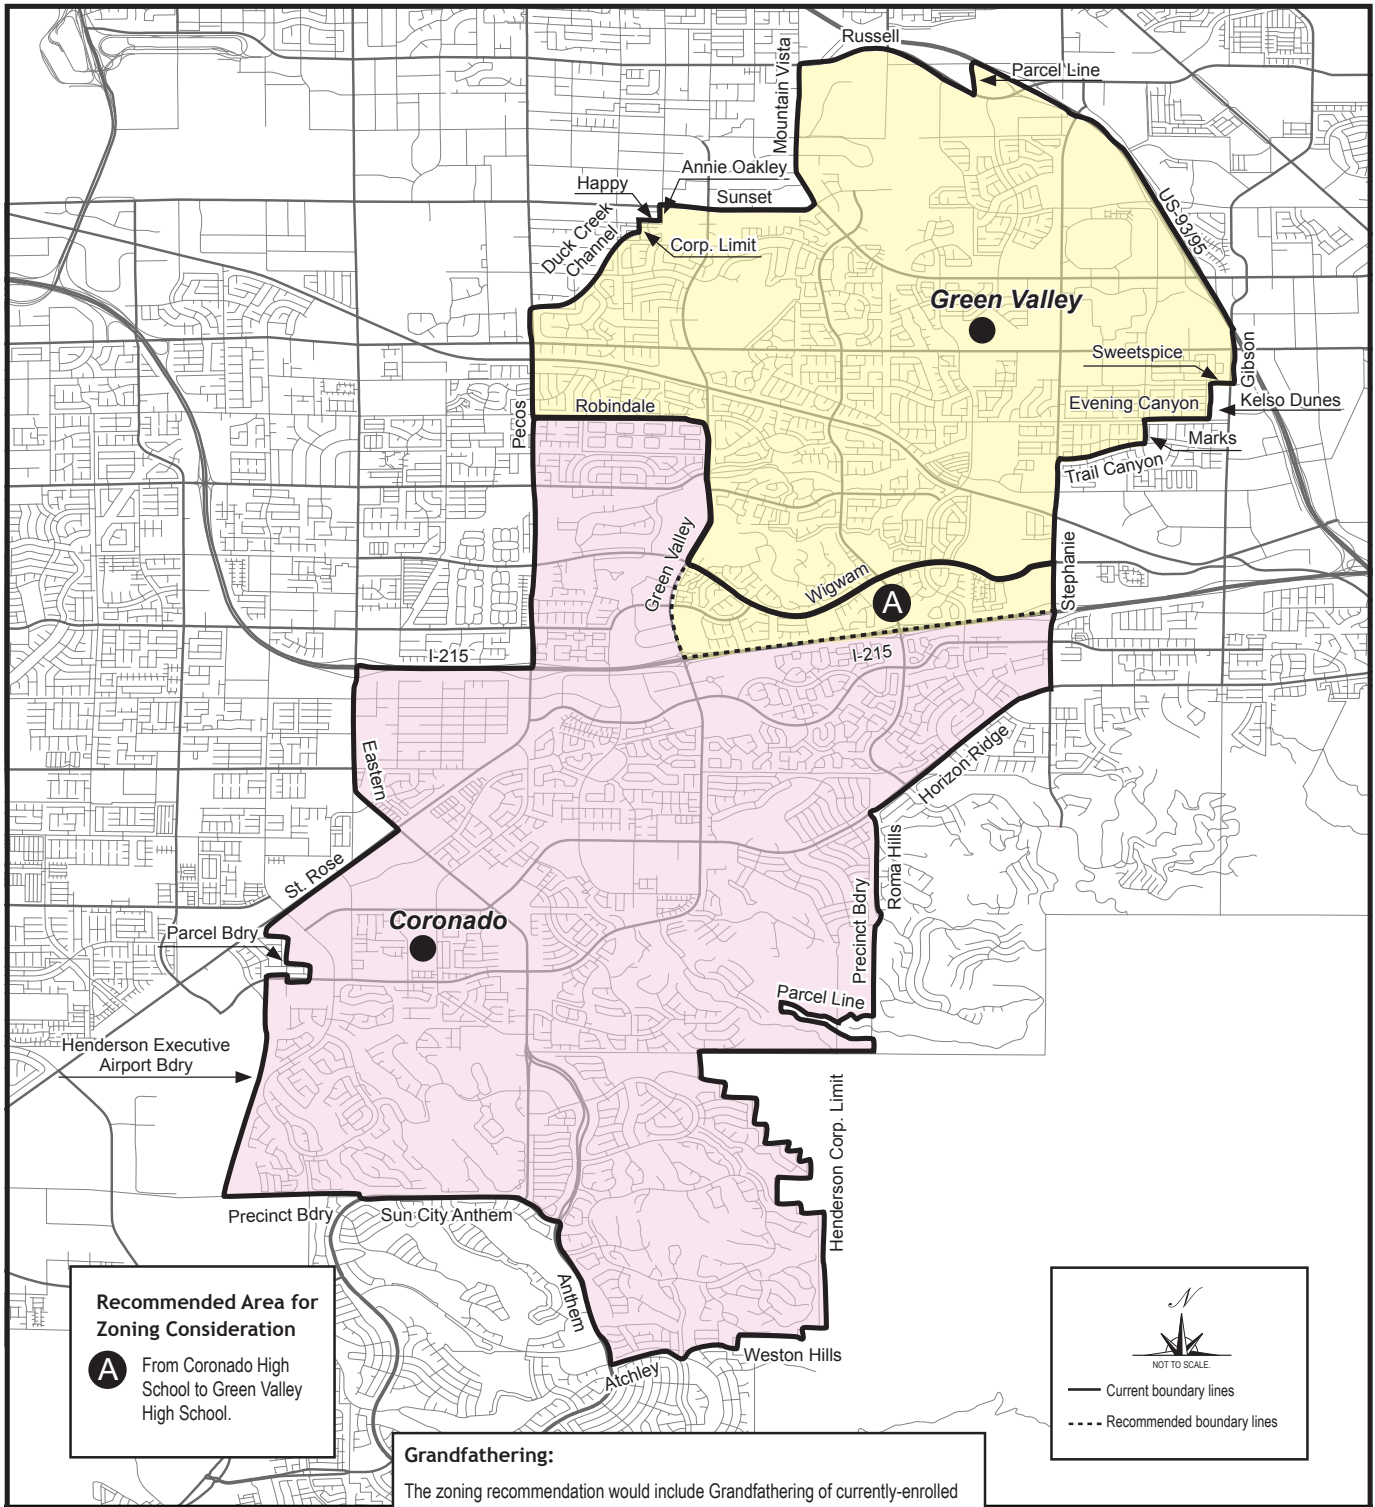 Russell
Mountain Vista
Parcel Line
Annie Oakley
Happy
Sunset
Duck Creek
Channel
Corp. Limit
US-93/95
Green Valley
Sweetspice
Gibson
Evening Canyon
Kelso Dunes
Robindale
Pecos
Marks
Trail Canyon
Green Valley
Wigwam
A
Stephanie
I-215
I-215
Eastern
Horizon Ridge
St. Rose
Roma Hills
Precinct Bdry
Coronado
Parcel Bdry
Parcel Line
Henderson Executive
Airport Bdry
Henderson Corp. Limit
Precinct Bdry
Sun City Anthem
Anthem
Weston Hills
Atchley
Recommended Area for
Zoning Consideration
A
From Coronado High
School to Green Valley
High School.
N
NOT TO SCALE.
Current boundary lines
Recommended boundary lines
Grandfathering:
The zoning recommendation would include Grandfathering of currently-enrolled